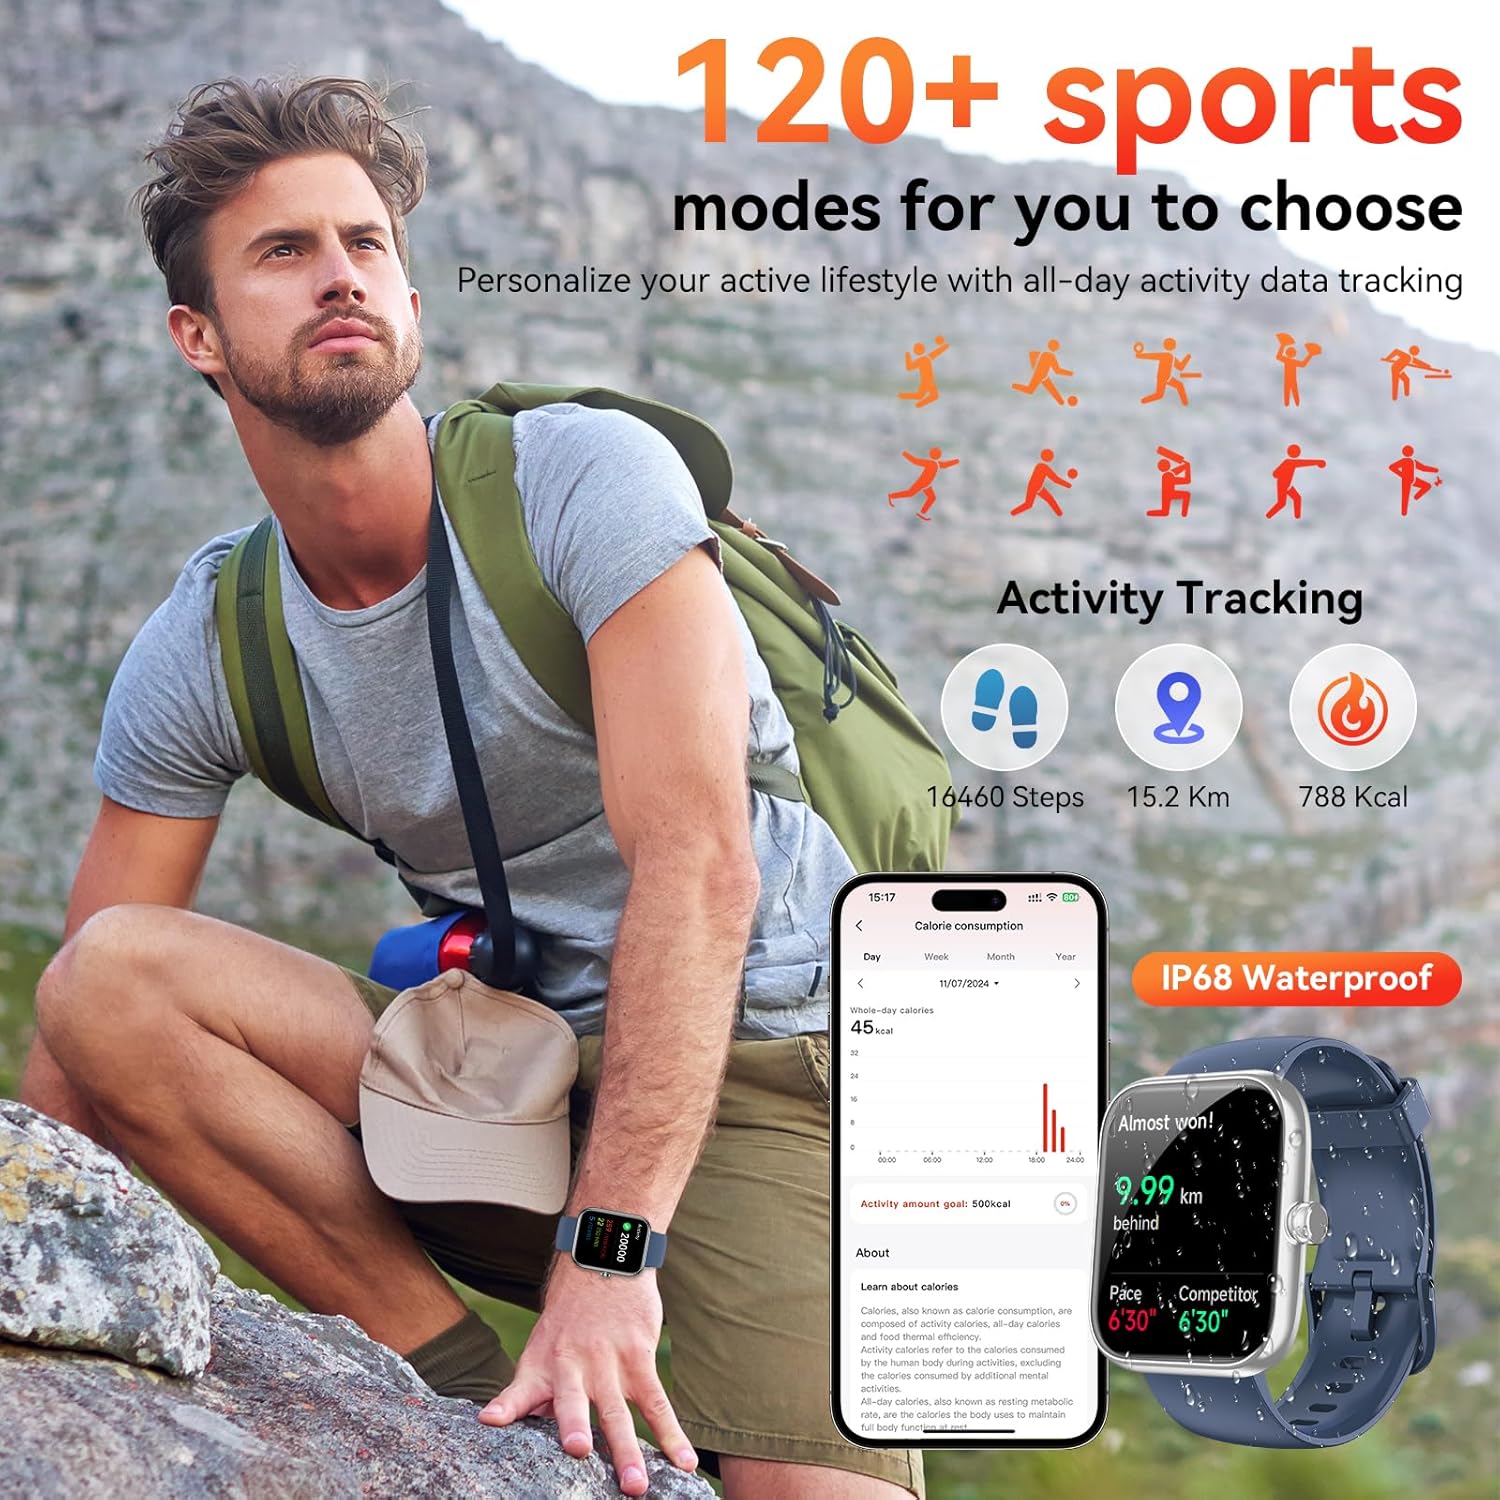 120+ sports
modes for you to choose
Personalize your active lifestyle with all-day activity data tracking
Activity Tracking
16460 Steps
15.2 Km
788 Kcal
IP68 Waterproof
15:17
80
Calorie consumption
Day
Week
Month
Year
11/07/2024
Whole-day calories
45 kcal
32
24
16
8
0
00:00
06:00
12:00
18:00
24:00
Activity amount goal: 500kcal
0%
About
Learn about calories
Calories, also known as calorie consumption, are
composed of activity calories, all-day calories
and food thermal efficiency.
Activity calories refer to the calories consumed
by the human body during activities, excluding
the calories consumed by additional mental
activities.
All-day calories, also known as resting metabolic
rate, are the calories the body uses to maintain
full body function at rest
Almost won!
9.99 km
behind
Pace
Competitor
6'30"
6'30"
Activity
20000